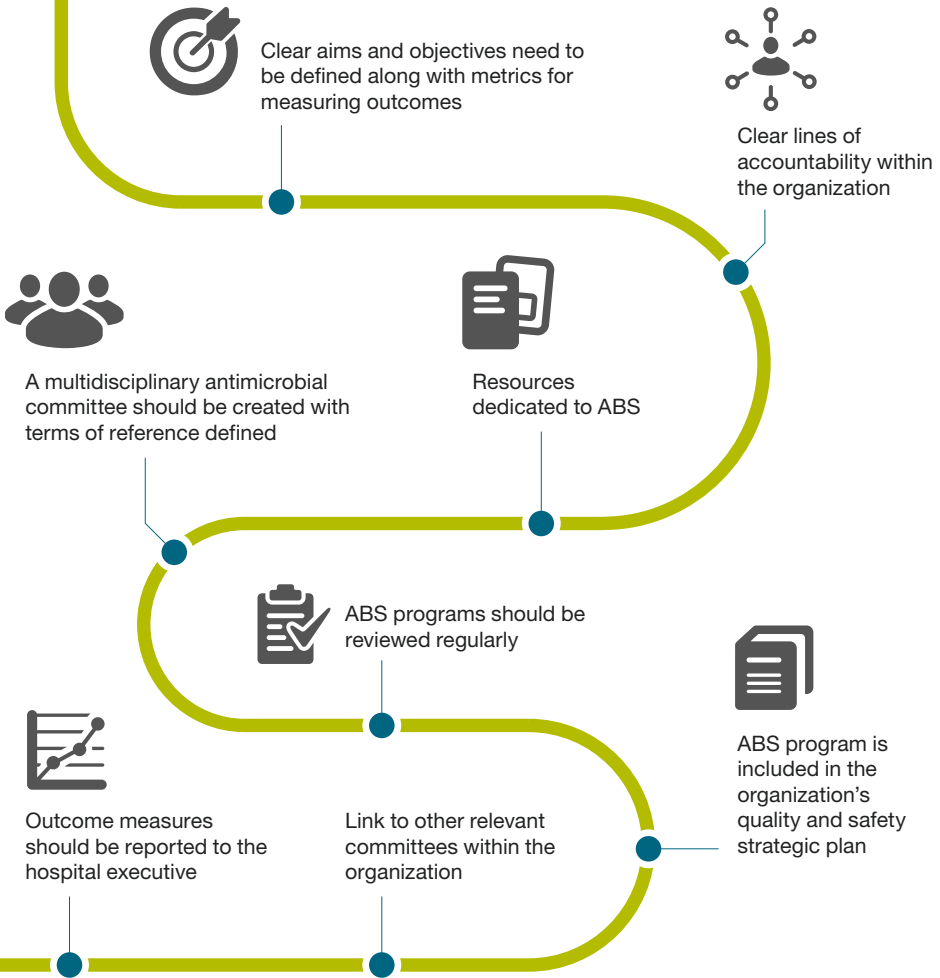 Clear aims and objectives need to
be defined along with metrics for
measuring outcomes
Clear lines of
accountability within
the organization
Resources
dedicated to ABS
A multidisciplinary antimicrobial
committee should be created with
terms of reference defined
ABS programs should be
reviewed regularly
ABS program is
included in the
organization’s
quality and safety
strategic plan
Link to other relevant
committees within the
organization
Outcome measures
should be reported to the
hospital executive